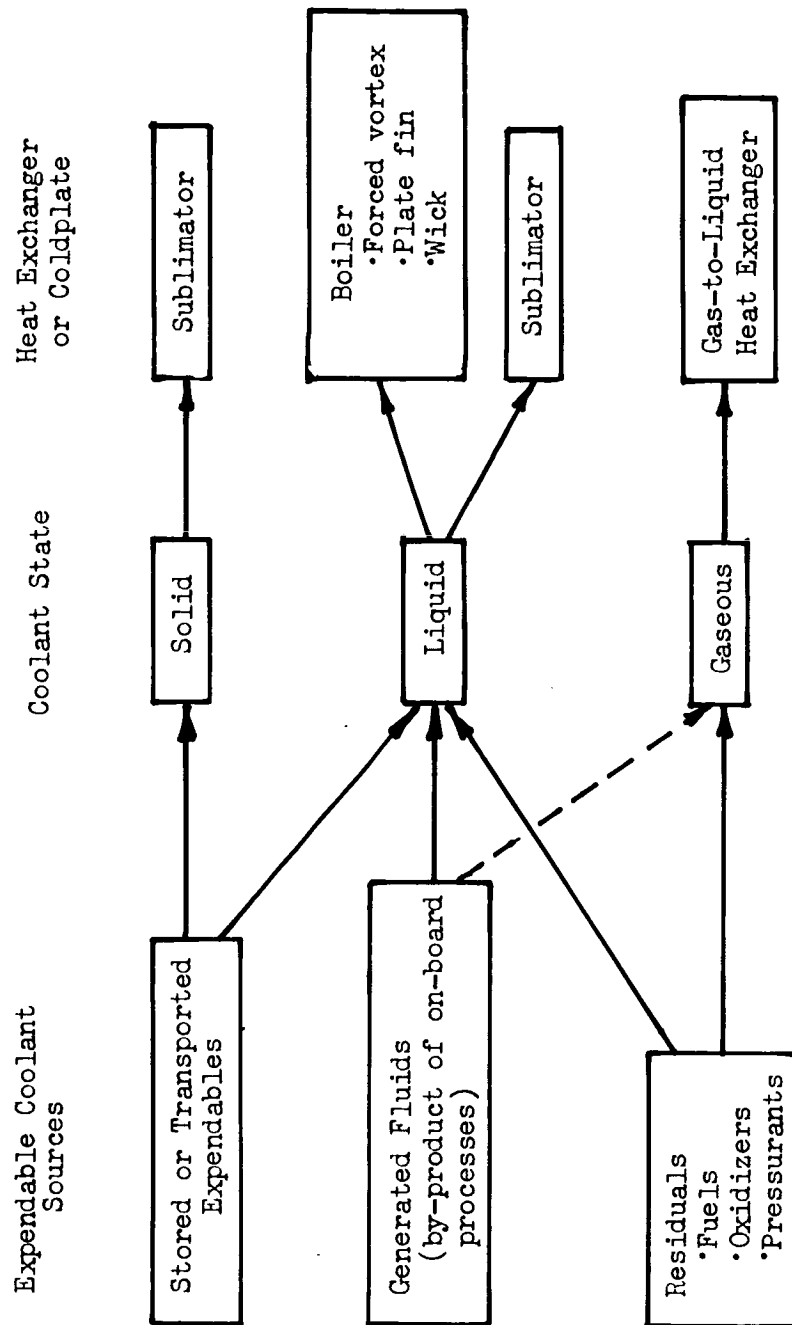 Expendable Coolant
Sources
Coolant State
Heat Exchanger
or Coldplate
Stored or Transported
Expendables
Solid
Sublimator
Generated Fluids
(by-product of on-board
processes)
Liquid
Boiler
·Forced vortex
·Plate fin
·Wick
Sublimator
Residuals
·Fuels
·Oxidizers
·Pressurants
Gaseous
Gas-to-Liquid
Heat Exchanger